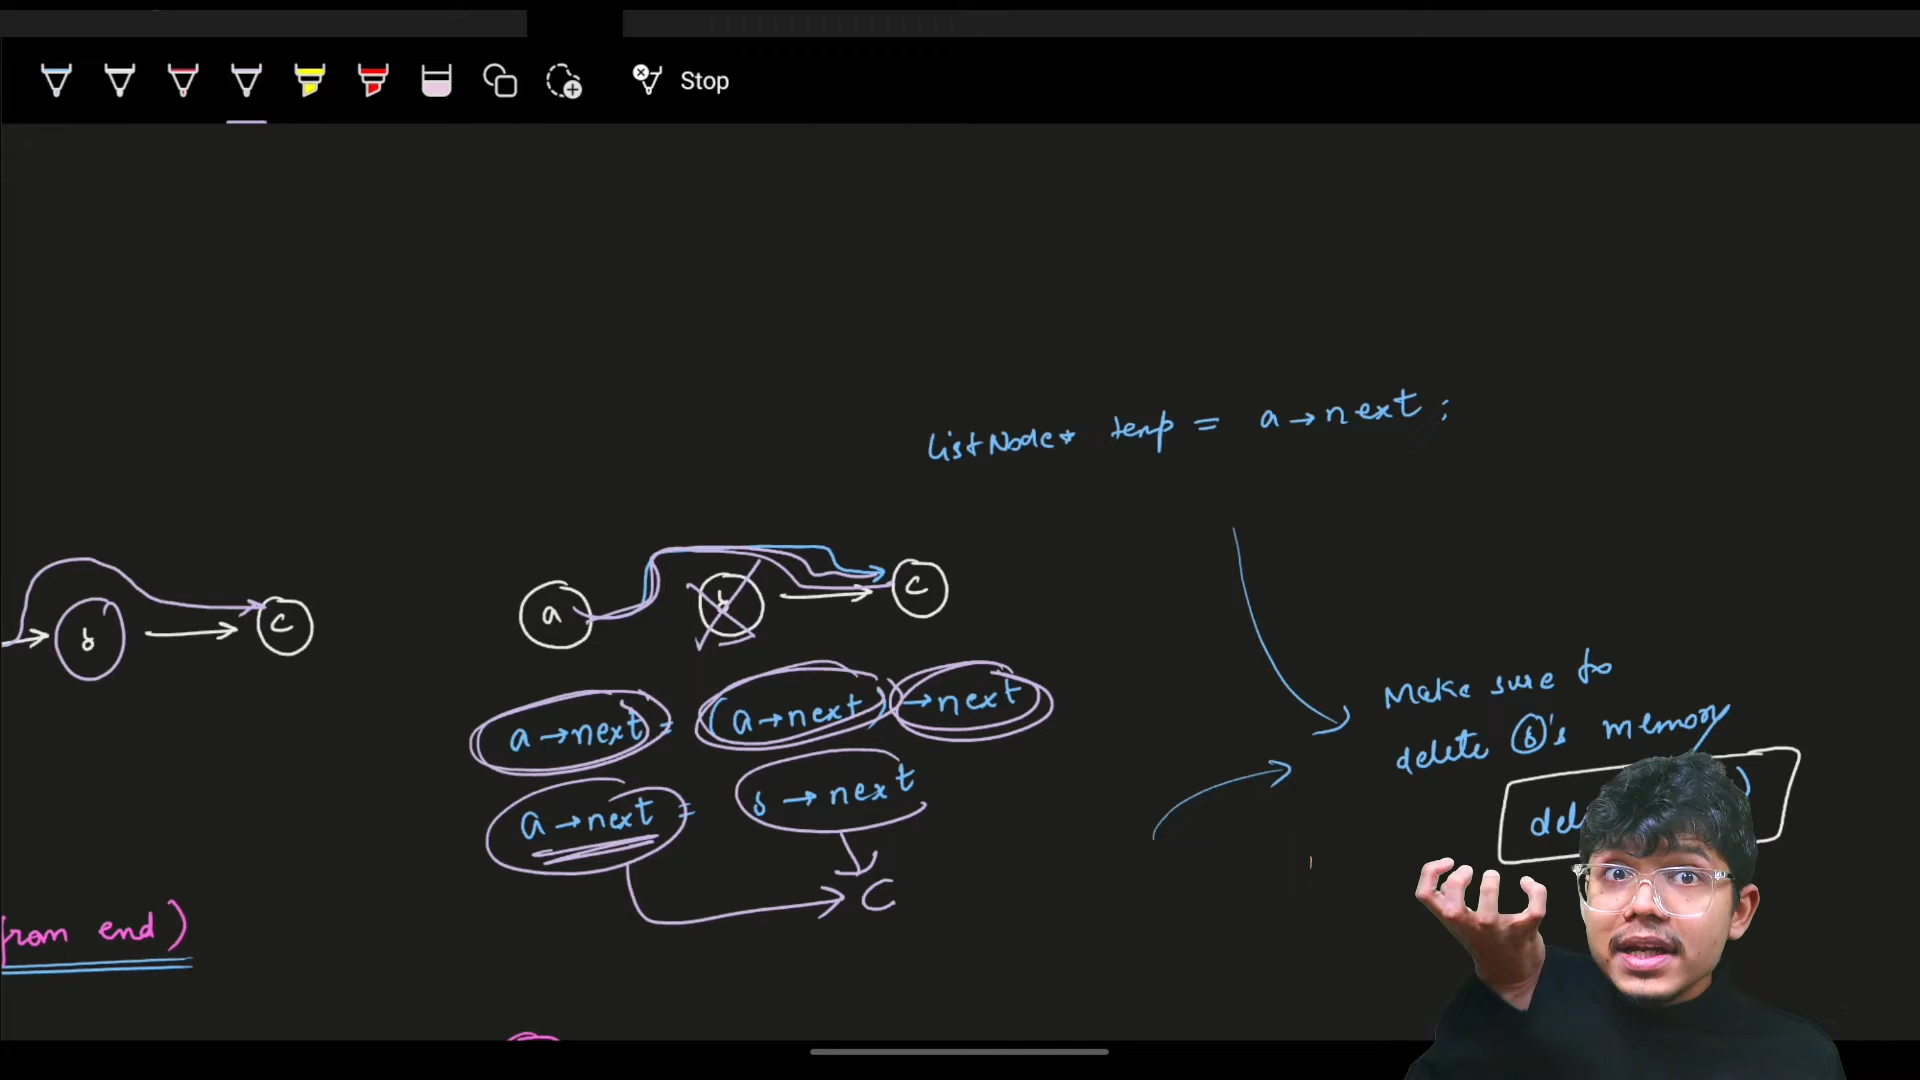 Stop
ListNode* temp = a→next;
b
c
a
b
c
a→next = (a→next)→next
a→next = b→next
c
Make sure to
delete b's memory
from end)